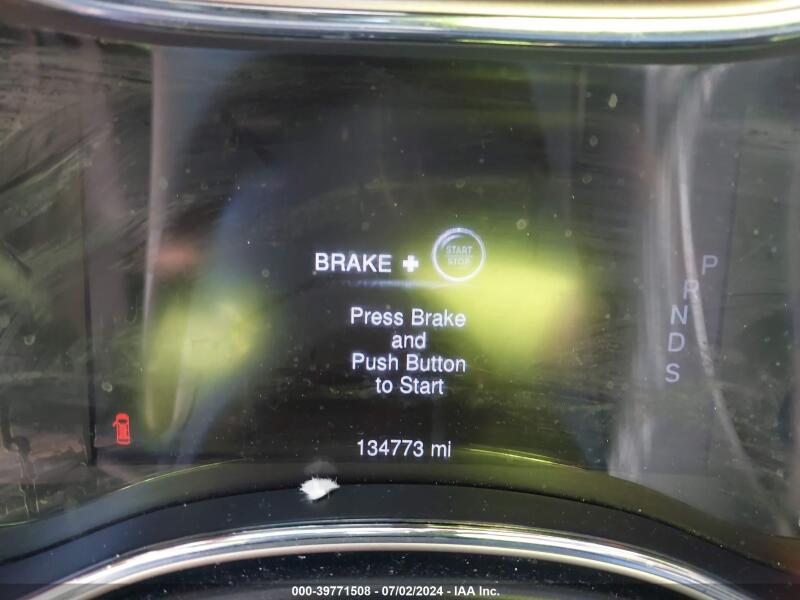 BRAKE + START STOP
Press Brake
and
Push Button
to Start
P
R
N
D
S
134773 mi
000-39771508 - 07/02/2024 - IAA Inc.